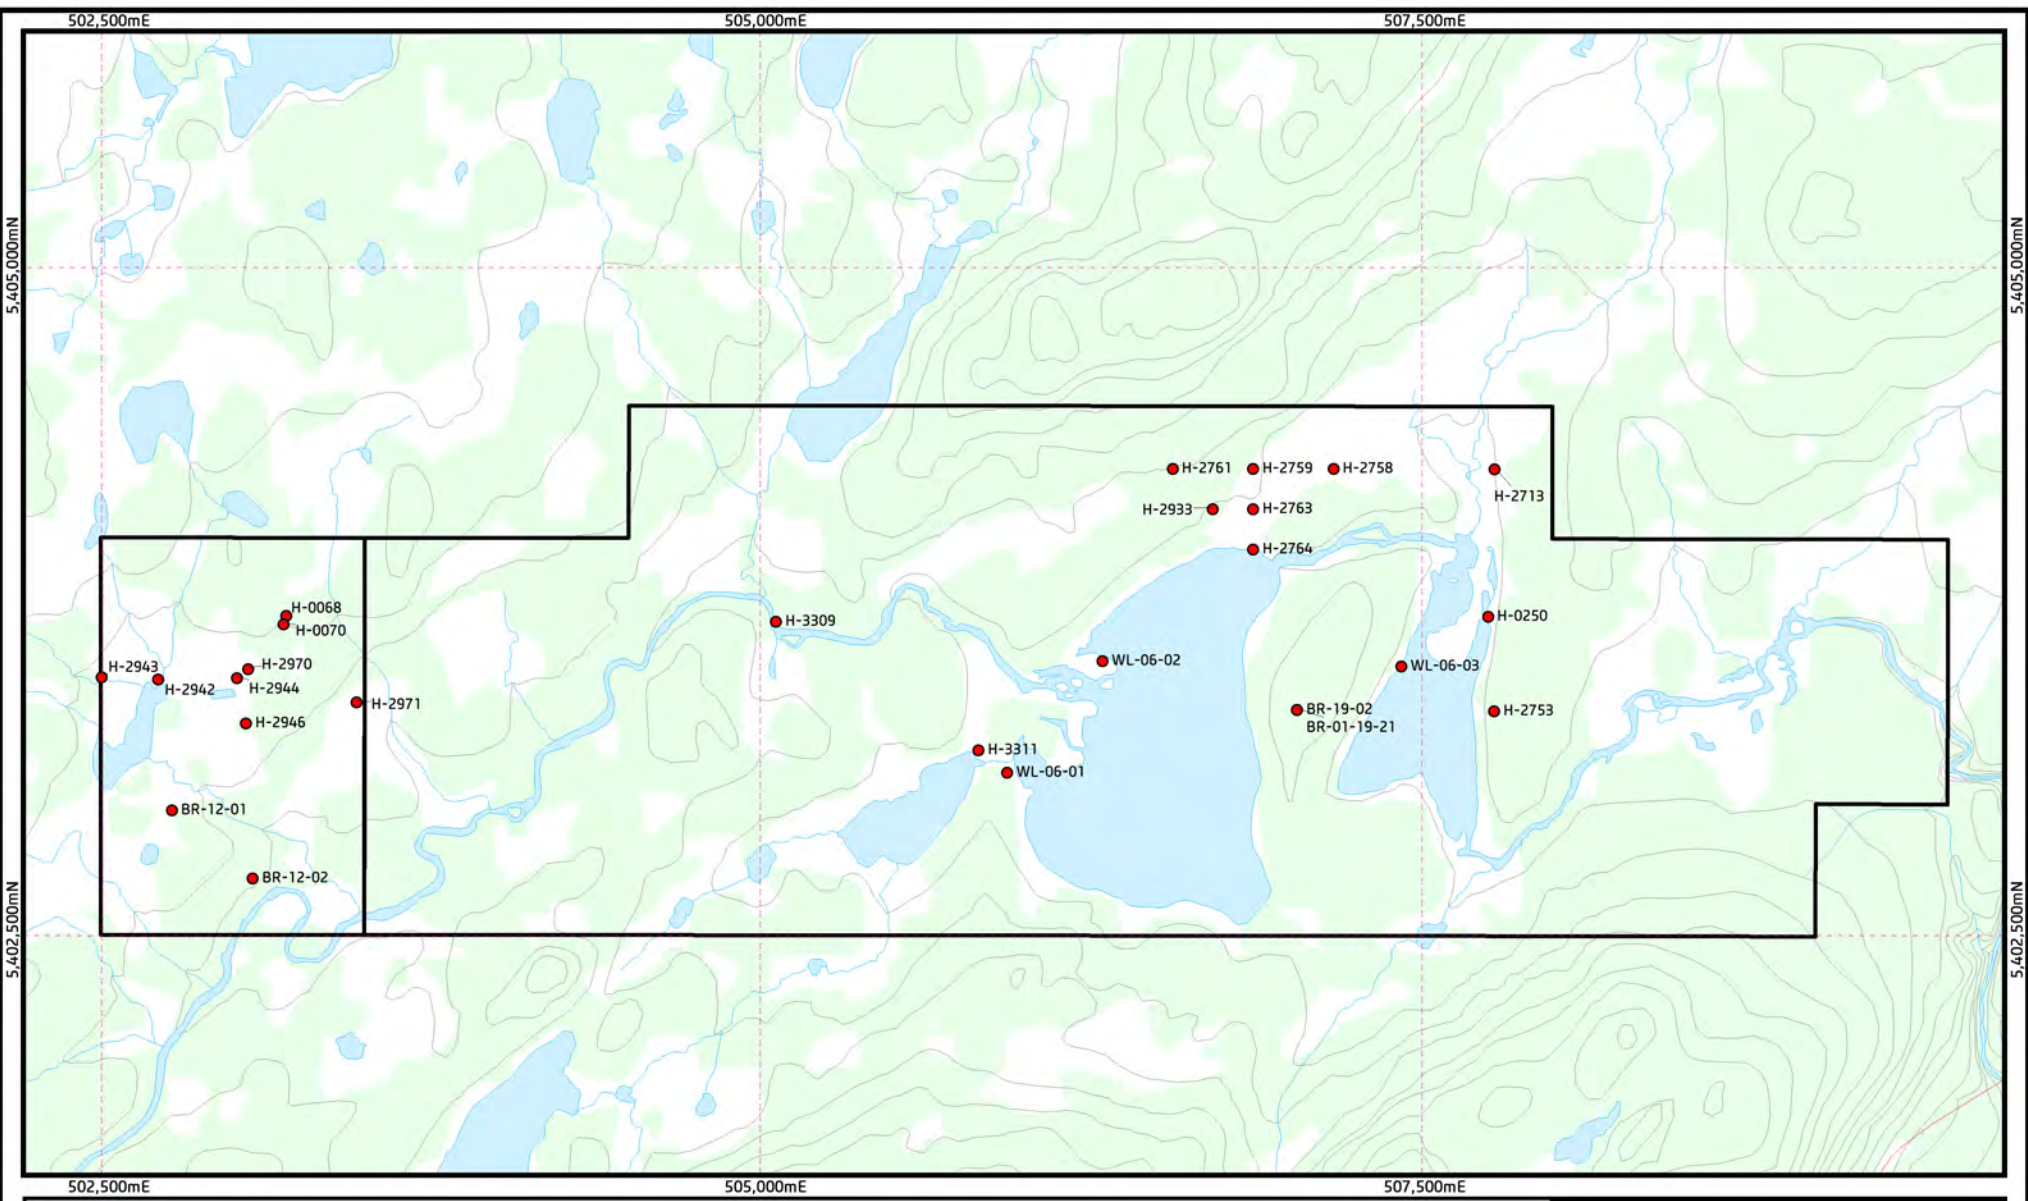 502,500mE
505,000mE
507,500mE
5,405,000mN
5,405,000mN
H-2761
H-2759
H-2758
H-2713
H-2933
H-2763
H-2764
H-0068
H-0070
H-3309
H-0250
H-2943
H-2970
H-2942
H-2944
WL-06-02
WL-06-03
H-2971
H-2946
BR-19-02
BR-01-19-21
H-2753
H-3311
WL-06-01
BR-12-01
BR-12-02
5,402,500mN
5,402,500mN
502,500mE
505,000mE
507,500mE